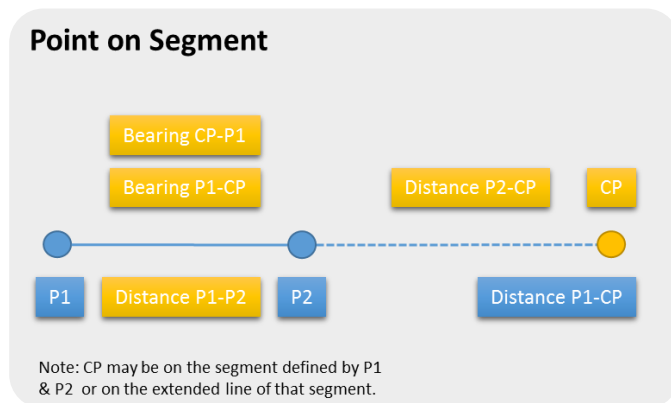 Point on Segment
Bearing CP-P1
Bearing P1-CP
Distance P2-CP
CP
P1
Distance P1-P2
P2
Distance P1-CP
Note: CP may be on the segment defined by P1
& P2 or on the extended line of that segment.